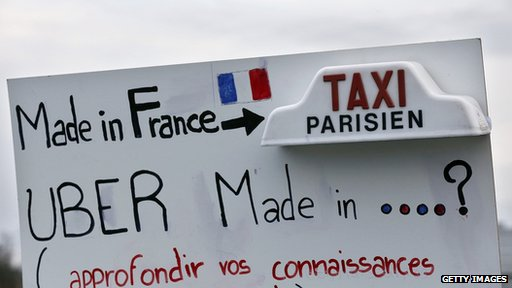 Made in France → TAXI
PARISIEN
UBER Made in ..... ?
( approfondir vos connaissances
GETTY IMAGES